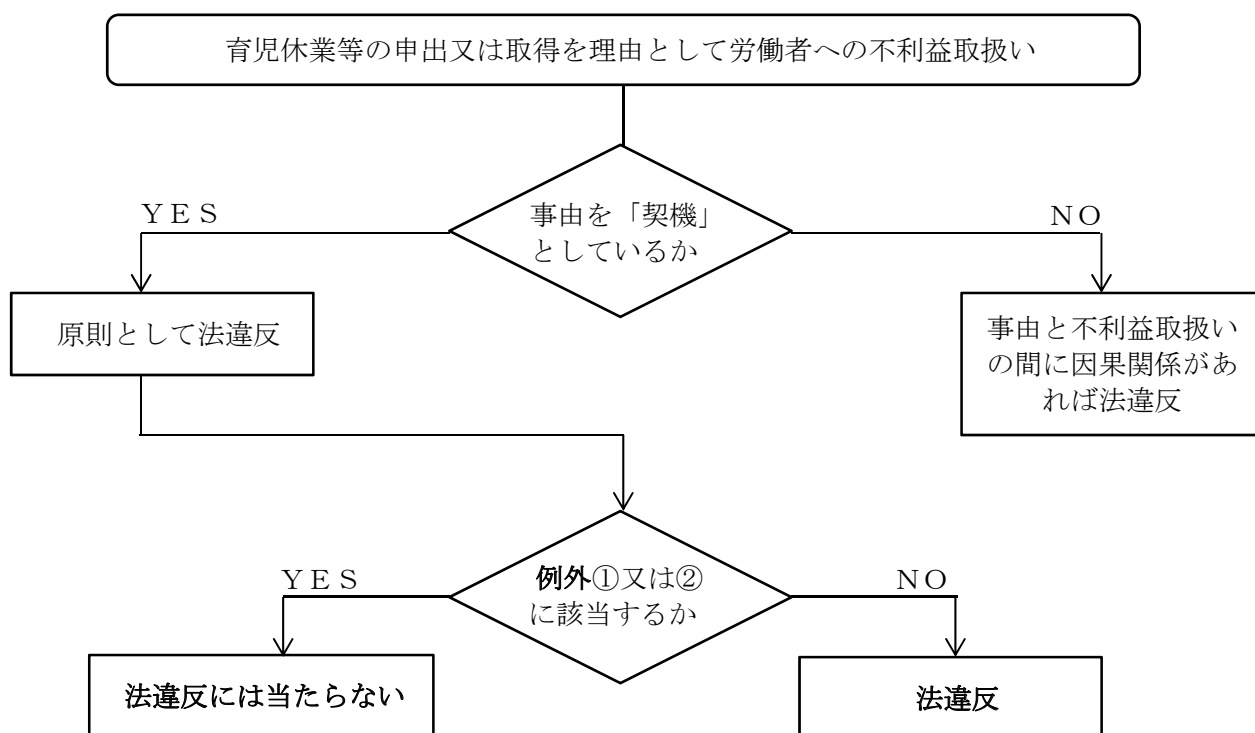 育児休業等の申出又は取得を理由として労働者への不利益取扱い
事由を「契機」
としているか
ＹＥＳ
ＮＯ
原則として法違反
事由と不利益取扱い
の間に因果関係があ
れば法違反
例外①又は②
に該当するか
ＹＥＳ
ＮＯ
法違反には当たらない
法違反